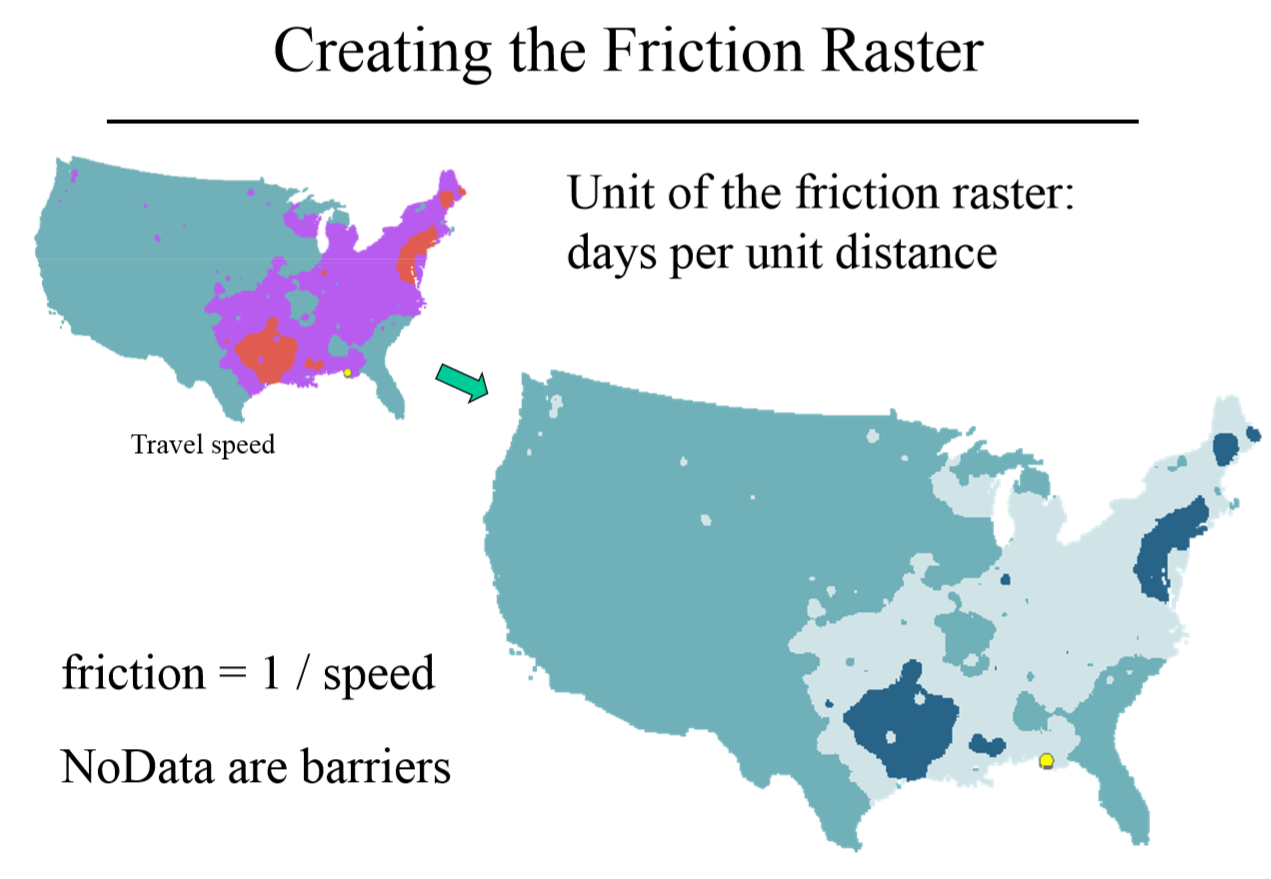 Creating the Friction Raster
Unit of the friction raster:
days per unit distance
Travel speed
friction = 1 / speed
NoData are barriers